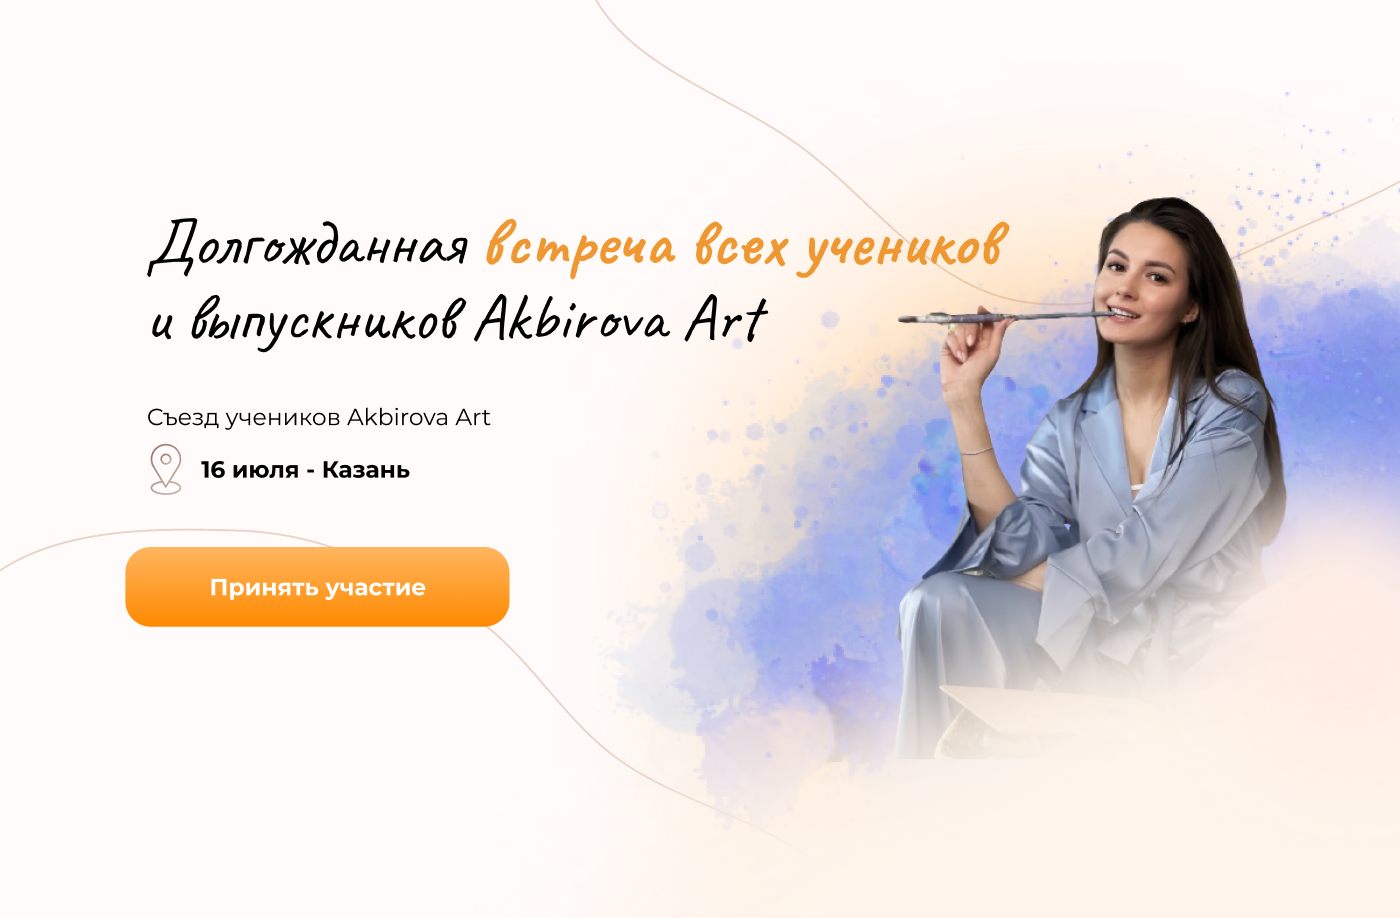 Долгожданная встреча всех учеников
и выпускников Akbirova Art
Съезд учеников Akbirova Art
16 июля - Казань
Принять участие